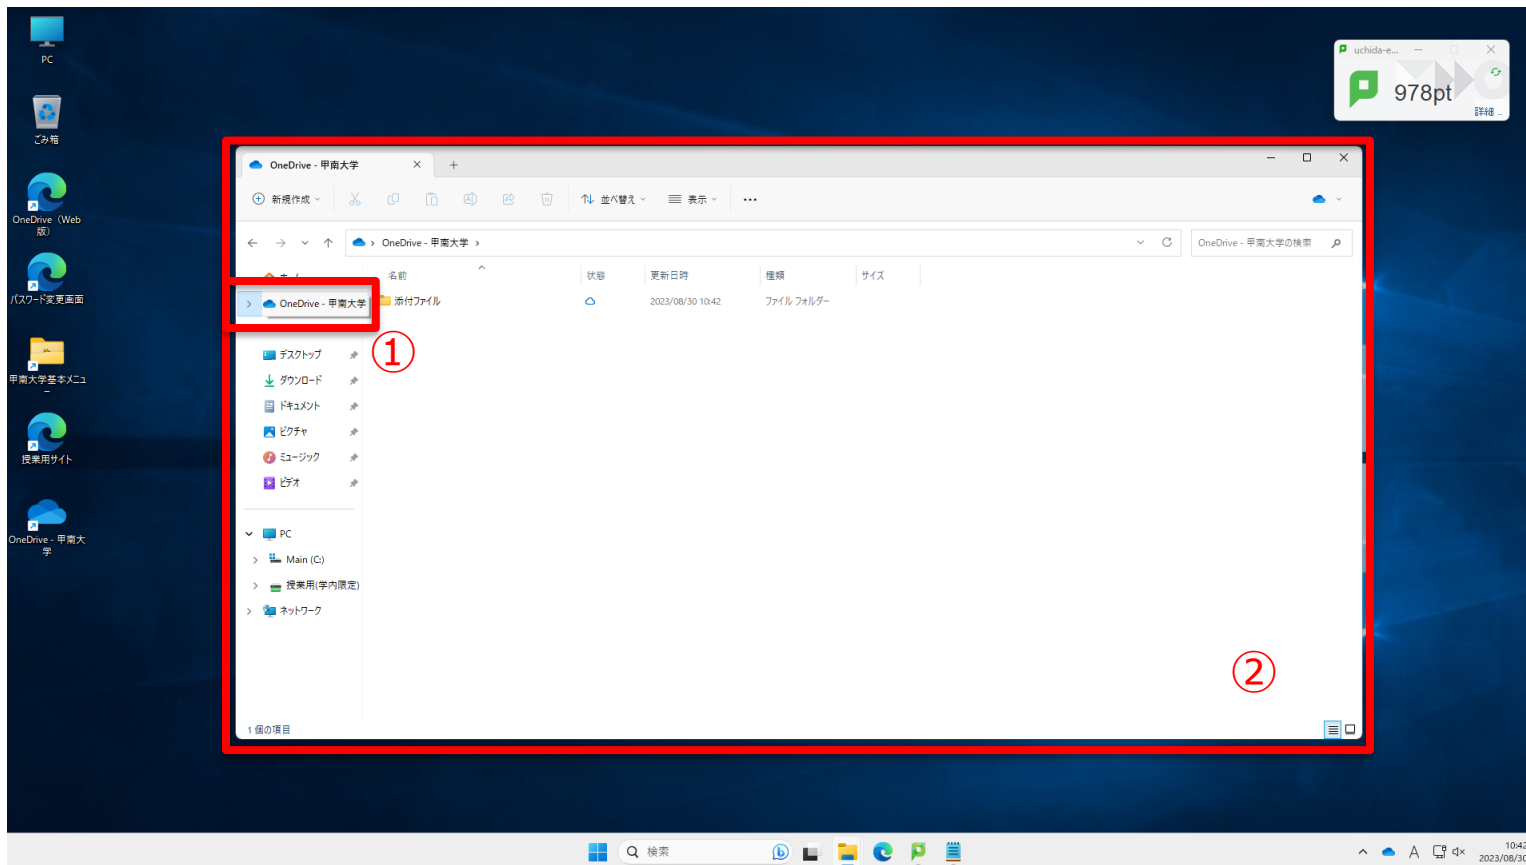 PC
ごみ箱
OneDrive（Web
版）
パスワード変更画面
甲南大学基本メニュ
ー
授業用サイト
OneDrive - 甲南大
学
uchida-e...
978pt
詳細 ..
OneDrive - 甲南大学
新規作成
並べ替え
表示
OneDrive - 甲南大学
OneDrive - 甲南大学の検索
名前
状態
更新日時
種類
サイズ
OneDrive - 甲南大学
添付ファイル
2023/08/30 10:42
ファイル フォルダー
①
デスクトップ
ダウンロード
ドキュメント
ピクチャ
ミュージック
ビデオ
PC
Main (C:)
授業用(学内限定)
ネットワーク
②
1 個の項目
検索
A
10:42
2023/08/